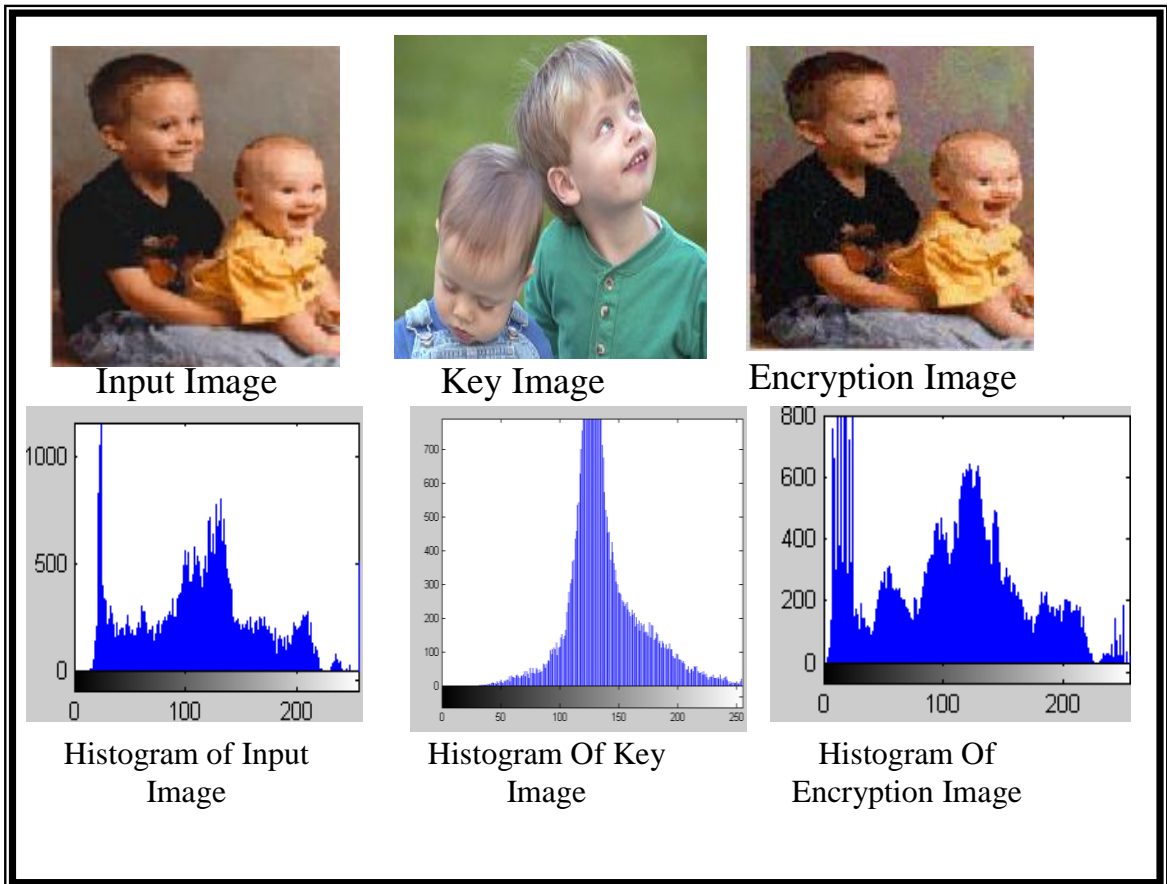 Input Image
Key Image
Encryption Image
1000
500
0
0 100 200
700
600
500
400
300
200
100
0
0 50 100 150 200 250
800
600
400
200
0
0 100 200
Histogram of Input
Image
Histogram Of Key
Image
Histogram Of
Encryption Image